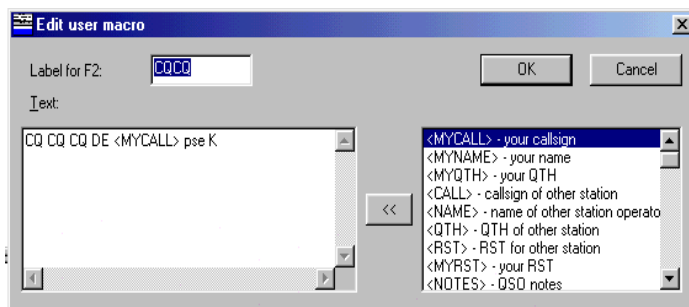 Edit user macro
Label for F2:
CQCQ
OK
Cancel
Text:
CQ CQ CQ DE <MYCALL> pse K
<<
<MYCALL> - your callsign
<MYNAME> - your name
<MYQTH> - your QTH
<CALL> - callsign of other station
<NAME> - name of other station operato
<QTH> - QTH of other station
<RST> - RST for other station
<MYRST> - your RST
<NOTES> - QSO notes